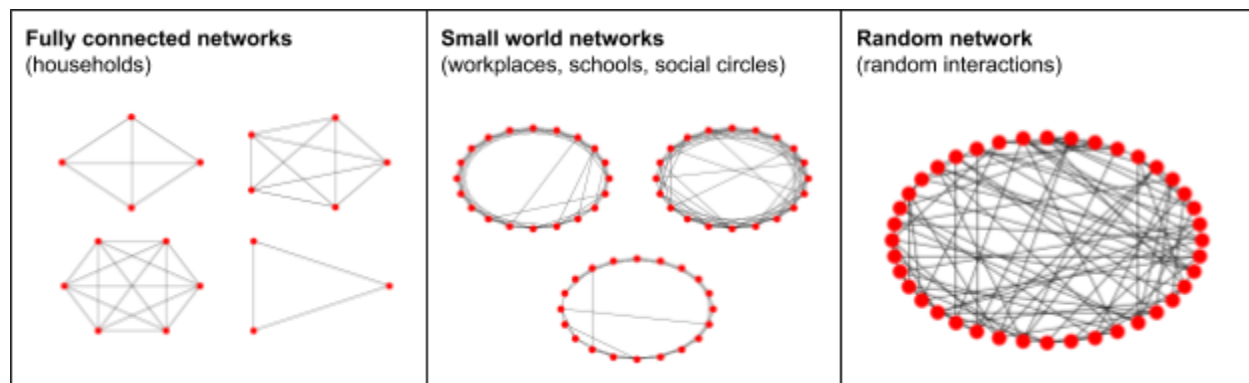 Fully connected networks
(households)
Small world networks
(workplaces, schools, social circles)
Random network
(random interactions)